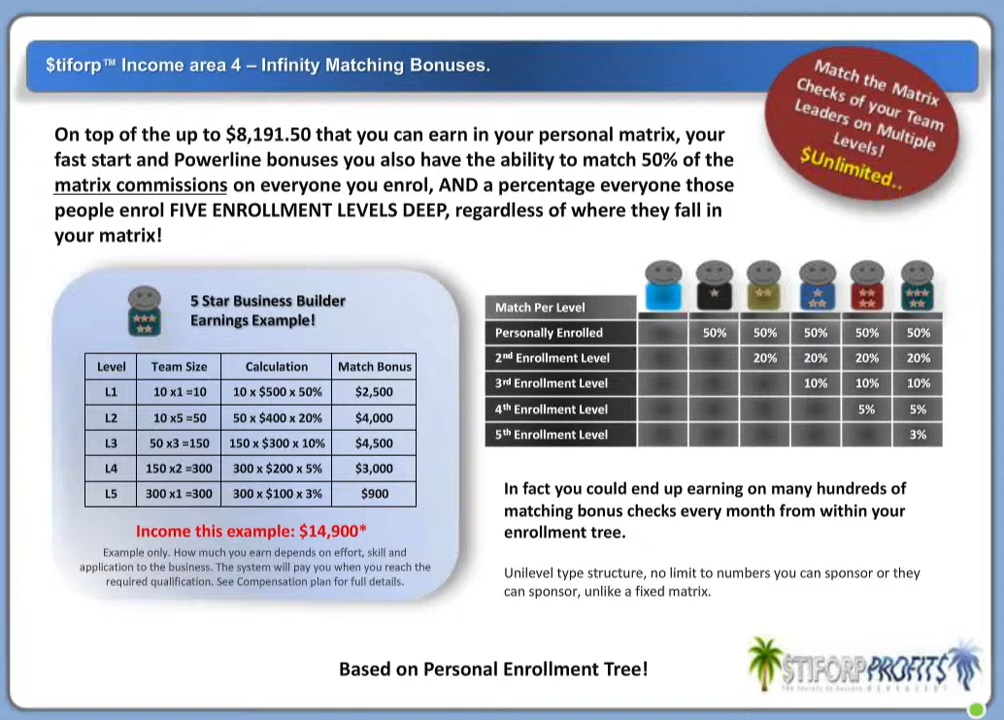 $tiforp™ Income area 4 – Infinity Matching Bonuses.
Match the Matrix
Checks of your Team
Leaders on Multiple
Levels!
$Unlimited..
On top of the up to $8,191.50 that you can earn in your personal matrix, your
fast start and Powerline bonuses you also have the ability to match 50% of the
matrix commissions on everyone you enrol, AND a percentage everyone those
people enrol FIVE ENROLLMENT LEVELS DEEP, regardless of where they fall in
your matrix!
5 Star Business Builder
Earnings Example!
Level Team Size Calculation Match Bonus
L1 10 x1 =10 10 x $500 x 50% $2,500
L2 10 x5 =50 50 x $400 x 20% $4,000
L3 50 x3 =150 150 x $300 x 10% $4,500
L4 150 x2 =300 300 x $200 x 5% $3,000
L5 300 x1 =300 300 x $100 x 3% $900
Income this example: $14,900*
Example only. How much you earn depends on effort, skill and
application to the business. The system will pay you when you reach the
required qualification. See Compensation plan for full details.
Match Per Level
Personally Enrolled 50% 50% 50% 50% 50%
2nd Enrollment Level 20% 20% 20% 20%
3rd Enrollment Level 10% 10% 10%
4th Enrollment Level 5% 5%
5th Enrollment Level 3%
In fact you could end up earning on many hundreds of
matching bonus checks every month from within your
enrollment tree.
Unilevel type structure, no limit to numbers you can sponsor or they
can sponsor, unlike a fixed matrix.
Based on Personal Enrollment Tree!
$TIFORP PROFIT$